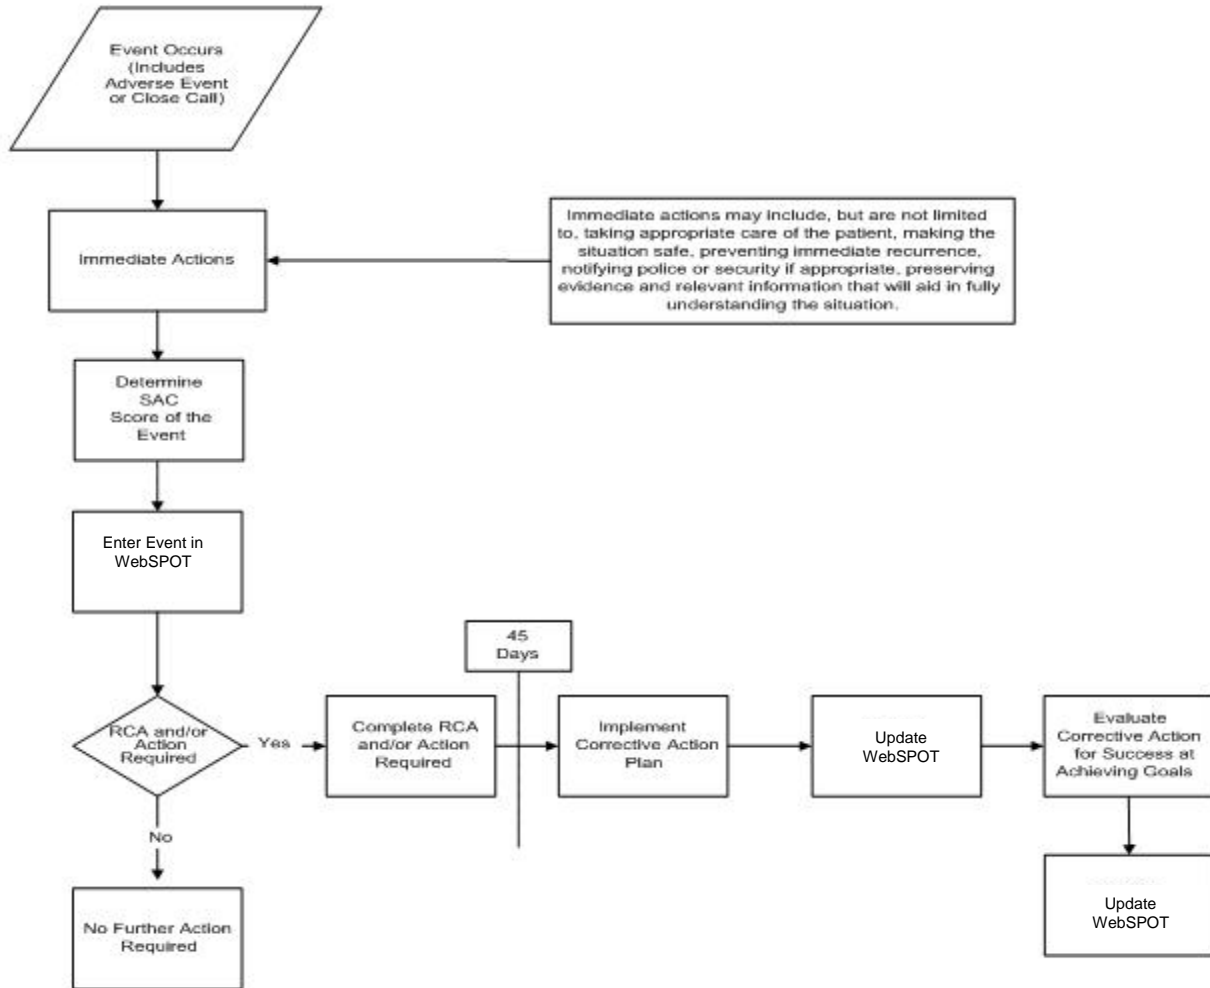 Event Occurs
(Includes
Adverse Event
or Close Call)
Immediate Actions
Immediate actions may include, but are not limited
to, taking appropriate care of the patient, making the
situation safe, preventing immediate recurrence,
notifying police or security if appropriate, preserving
evidence and relevant information that will aid in fully
understanding the situation.
Determine
SAC
Score of the
Event
Enter Event in
WebSPOT
45
Days
RCA and/or
Action
Required
Yes
Complete RCA
and/or Action
Required
Implement
Corrective Action
Plan
Update
WebSPOT
Evaluate
Corrective Action
for Success at
Achieving Goals
No
No Further Action
Required
Update
WebSPOT